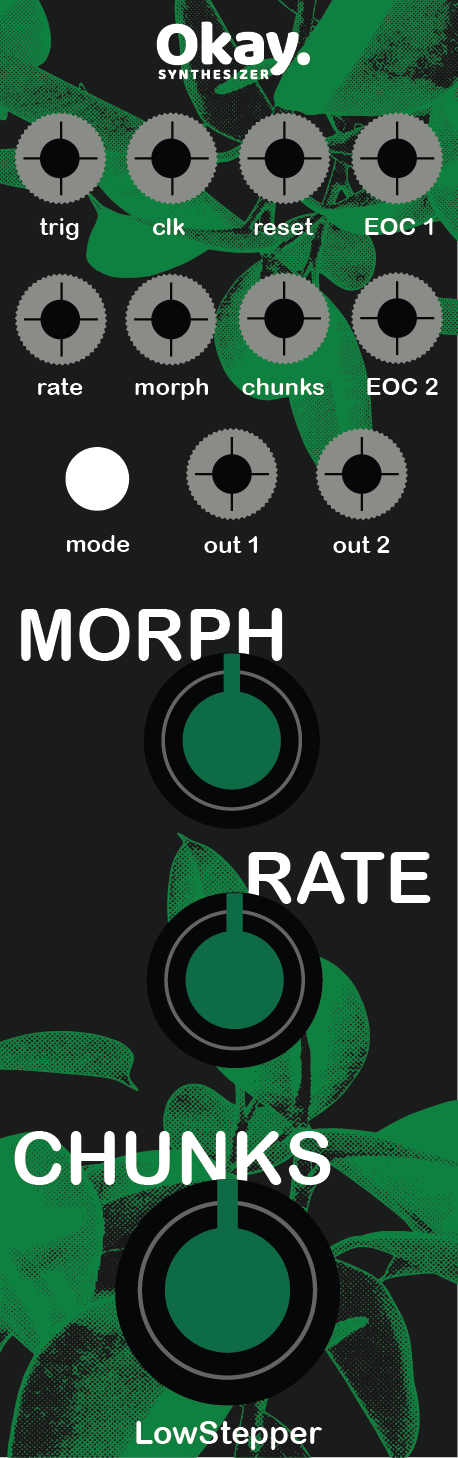 Okay.
SYNTHESIZER
trig clk reset EOC 1
rate morph chunks EOC 2
mode out 1 out 2
MORPH
RATE
CHUNKS
LowStepper